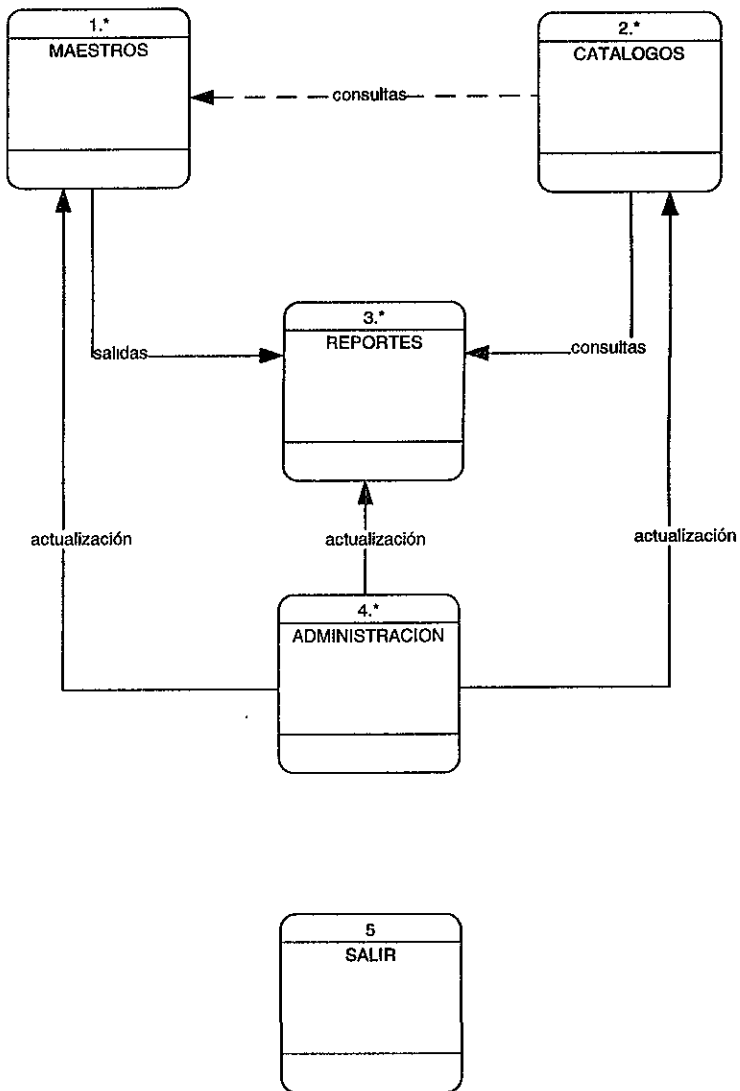 1.*
MAESTROS
2.*
CATALOGOS
consultas
3.*
REPORTES
salidas
consultas
actualización
actualización
actualización
4.*
ADMINISTRACION
5
SALIR